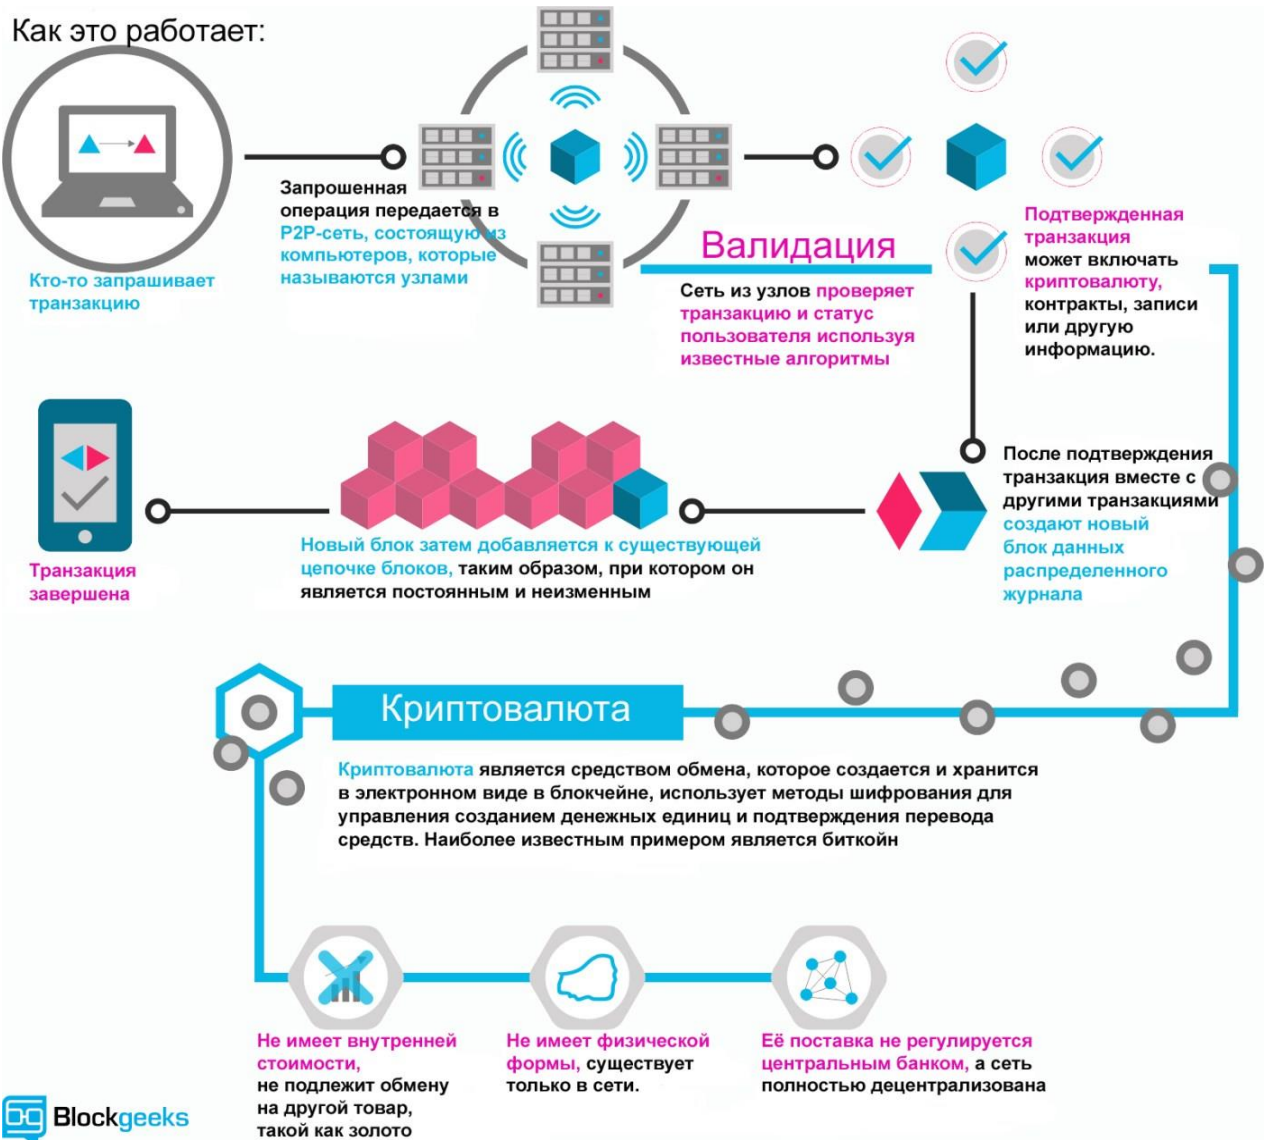 Как это работает:
Кто-то запрашивает
транзакцию
Запрошенная
операция передается в
P2P-сеть, состоящую из
компьютеров, которые
называются узлами
Валидация
Сеть из узлов проверяет
транзакцию и статус
пользователя используя
известные алгоритмы
Подтвержденная
транзакция
может включать
криптовалюту,
контракты, записи
или другую
информацию.
После подтверждения
транзакция вместе с
другими транзакциями
создают новый
блок данных
распределенного
журнала
Новый блок затем добавляется к существующей
цепочке блоков, таким образом, при котором он
является постоянным и неизменным
Транзакция
завершена
Криптовалюта
Криптовалюта является средством обмена, которое создается и хранится
в электронном виде в блокчейне, использует методы шифрования для
управления созданием денежных единиц и подтверждения перевода
средств. Наиболее известным примером является биткойн
Не имеет внутренней
стоимости,
не подлежит обмену
на другой товар,
такой как золото
Не имеет физической
формы, существует
только в сети.
Её поставка не регулируется
центральным банком, а сеть
полностью децентрализована
Blockgeeks